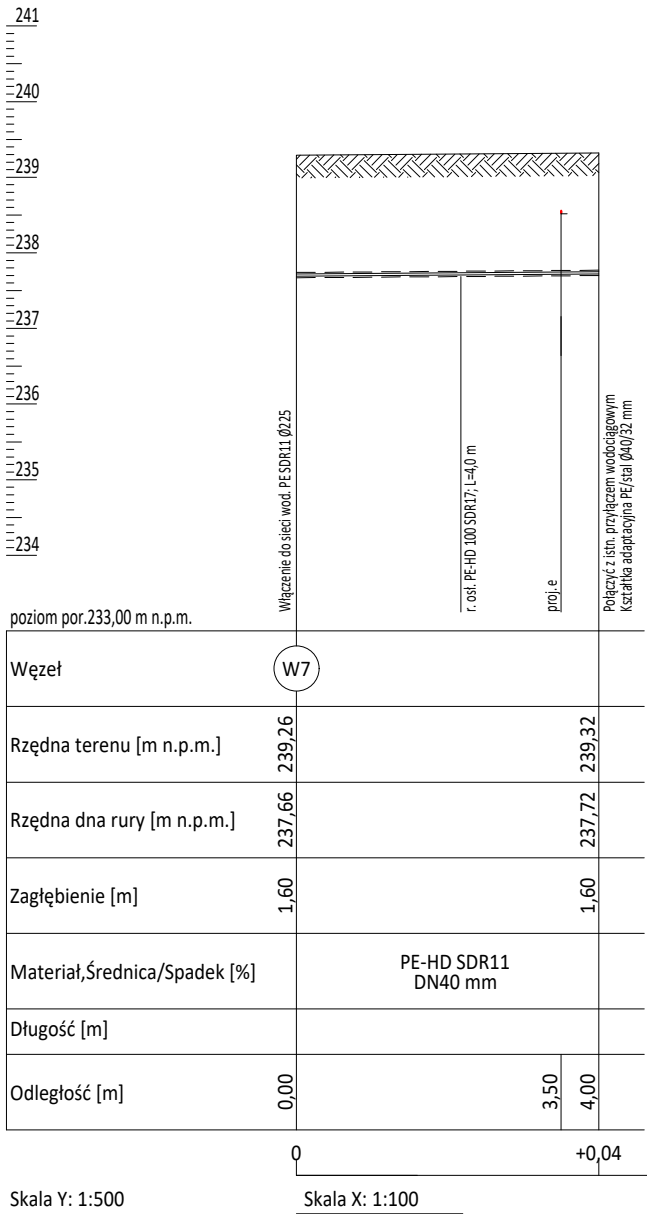 241
240
239
238
237
236
235
234
poziom por.233,00 m n.p.m.
Włączenie do sieci wod. PE SDR11 Ø225
r. osł. PE-HD 100 SDR17; L=4,0 m
proj.e
Połączyć z istn. przyłączem wodociągowym
Kształtka adaptacyjna PE/stal Ø40/32 mm
Węzeł
W7
Rzędna terenu [m n.p.m.]
239,26
239,32
Rzędna dna rury [m n.p.m.]
237,66
237,72
Zagłębienie [m]
1,60
1,60
Materiał,Średnica/Spadek [%]
PE-HD SDR11
DN40 mm
Długość [m]
Odległość [m]
0,00
3,50
4,00
0
+0,04
Skala Y: 1:500
Skala X: 1:100